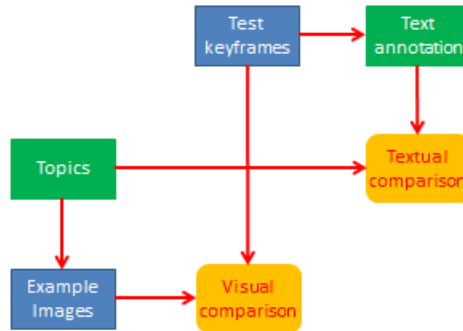 Test
keyframes
Text
annotation
Topics
Textual
comparison
Example
Images
Visual
comparison